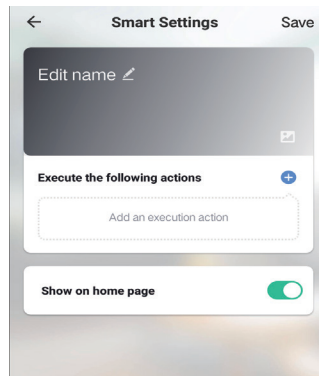 Smart Settings Save
Edit name
Execute the following actions
Add an execution action
Show on home page